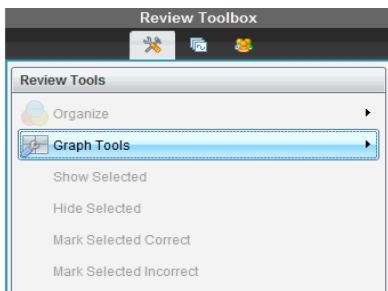 Review Toolbox
Review Tools
Organize
Graph Tools
Show Selected
Hide Selected
Mark Selected Correct
Mark Selected Incorrect